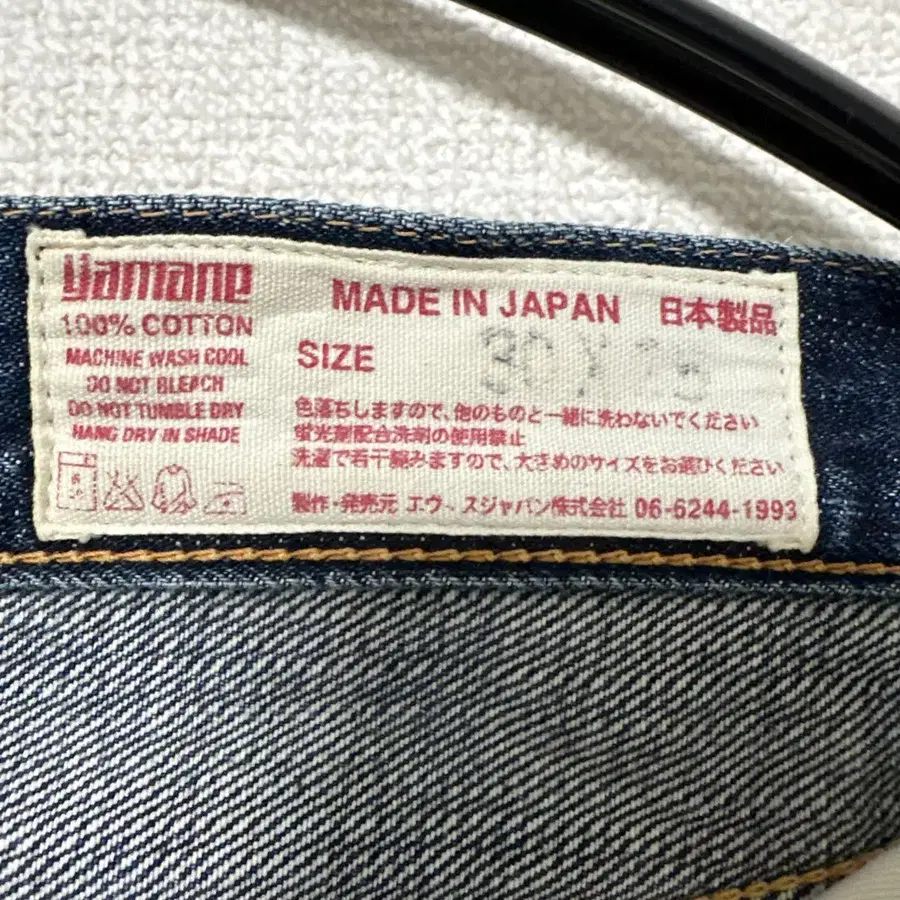 yamane
100% COTTON
MACHINE WASH COOL
DO NOT BLEACH
DO NOT TUMBLE DRY
HANG DRY IN SHADE
MADE IN JAPAN 日本製品
SIZE
色落ちしますので、他のものと一緒に洗わないでください
蛍光剤配合洗剤の使用禁止
洗濯で若干縮みますので、大きめのサイズをお選びください
製作・発売元 エヴィスジャパン株式会社 06-6244-1993